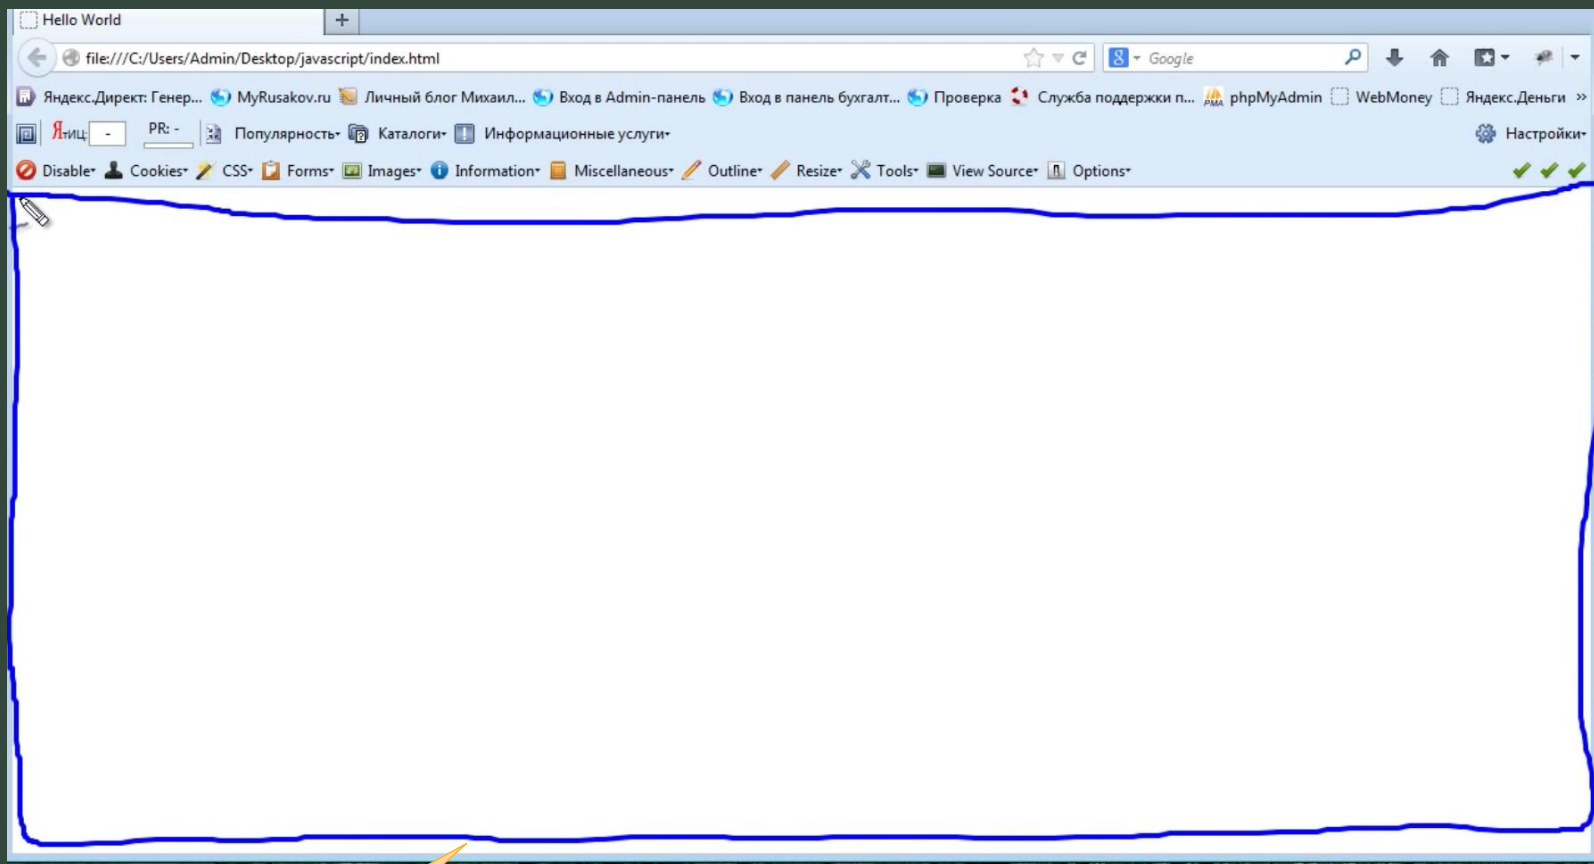 Hello World
+
file:///C:/Users/Admin/Desktop/javascript/index.html 8 Google
Яндекс.Директ: Генер... MyRusakov.ru Личный блог Михаил... Вход в Admin-панель Вход в панель бухгалт... Проверка Служба поддержки п... PMA phpMyAdmin WebMoney Яндекс.Деньги »
Ятиц: - PR: - Популярность Каталоги Информационные услуги Настройки
Disable Cookies CSS Forms Images Information Miscellaneous Outline Resize Tools View Source Options